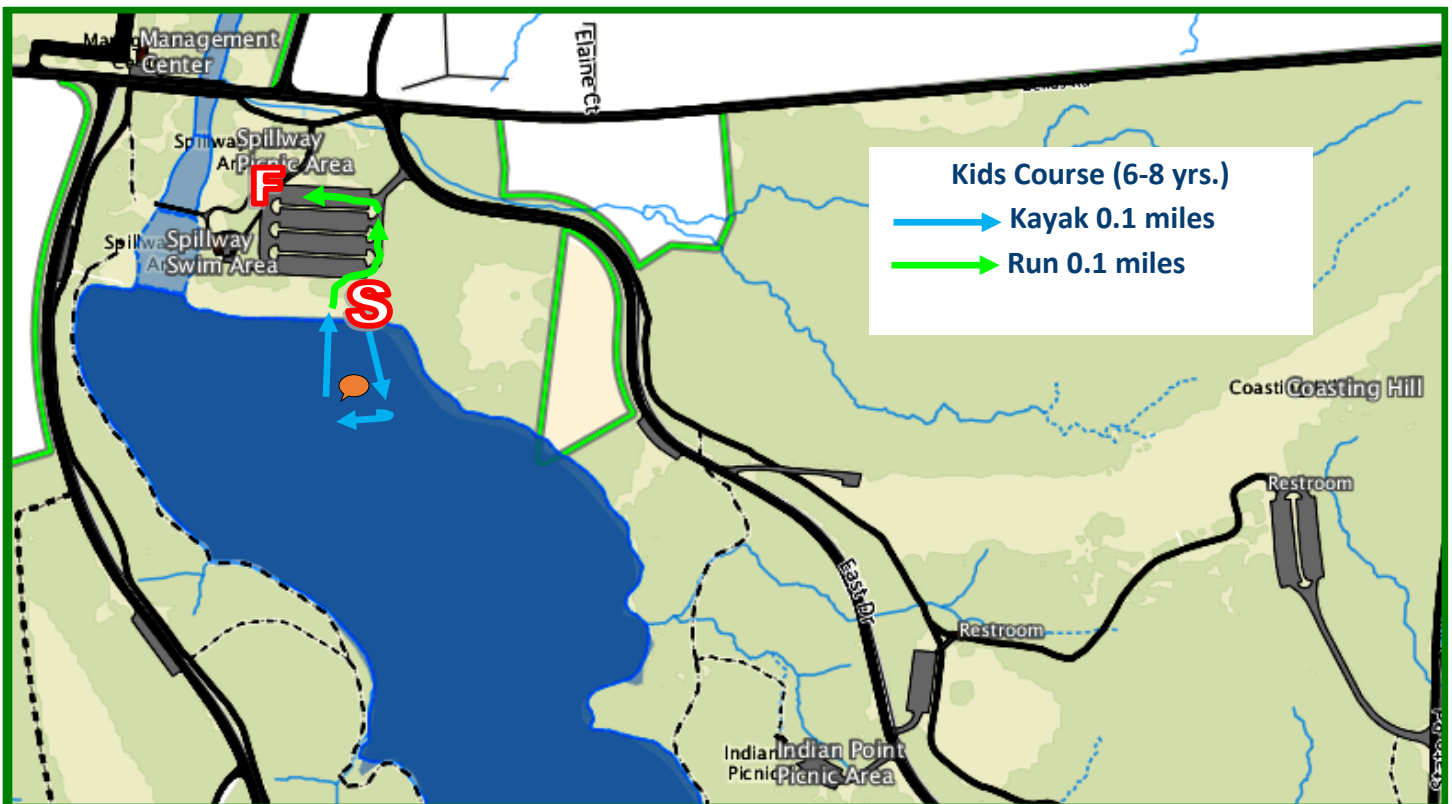 Management
Center
Elaine Ct
Spillway
Picnic Area
F
Kids Course (6-8 yrs.)
Kayak 0.1 miles
Run 0.1 miles
Spillway
Swim Area
S
Coasting Hill
Restroom
East Dr
Restroom
Indian Point
Picnic Area